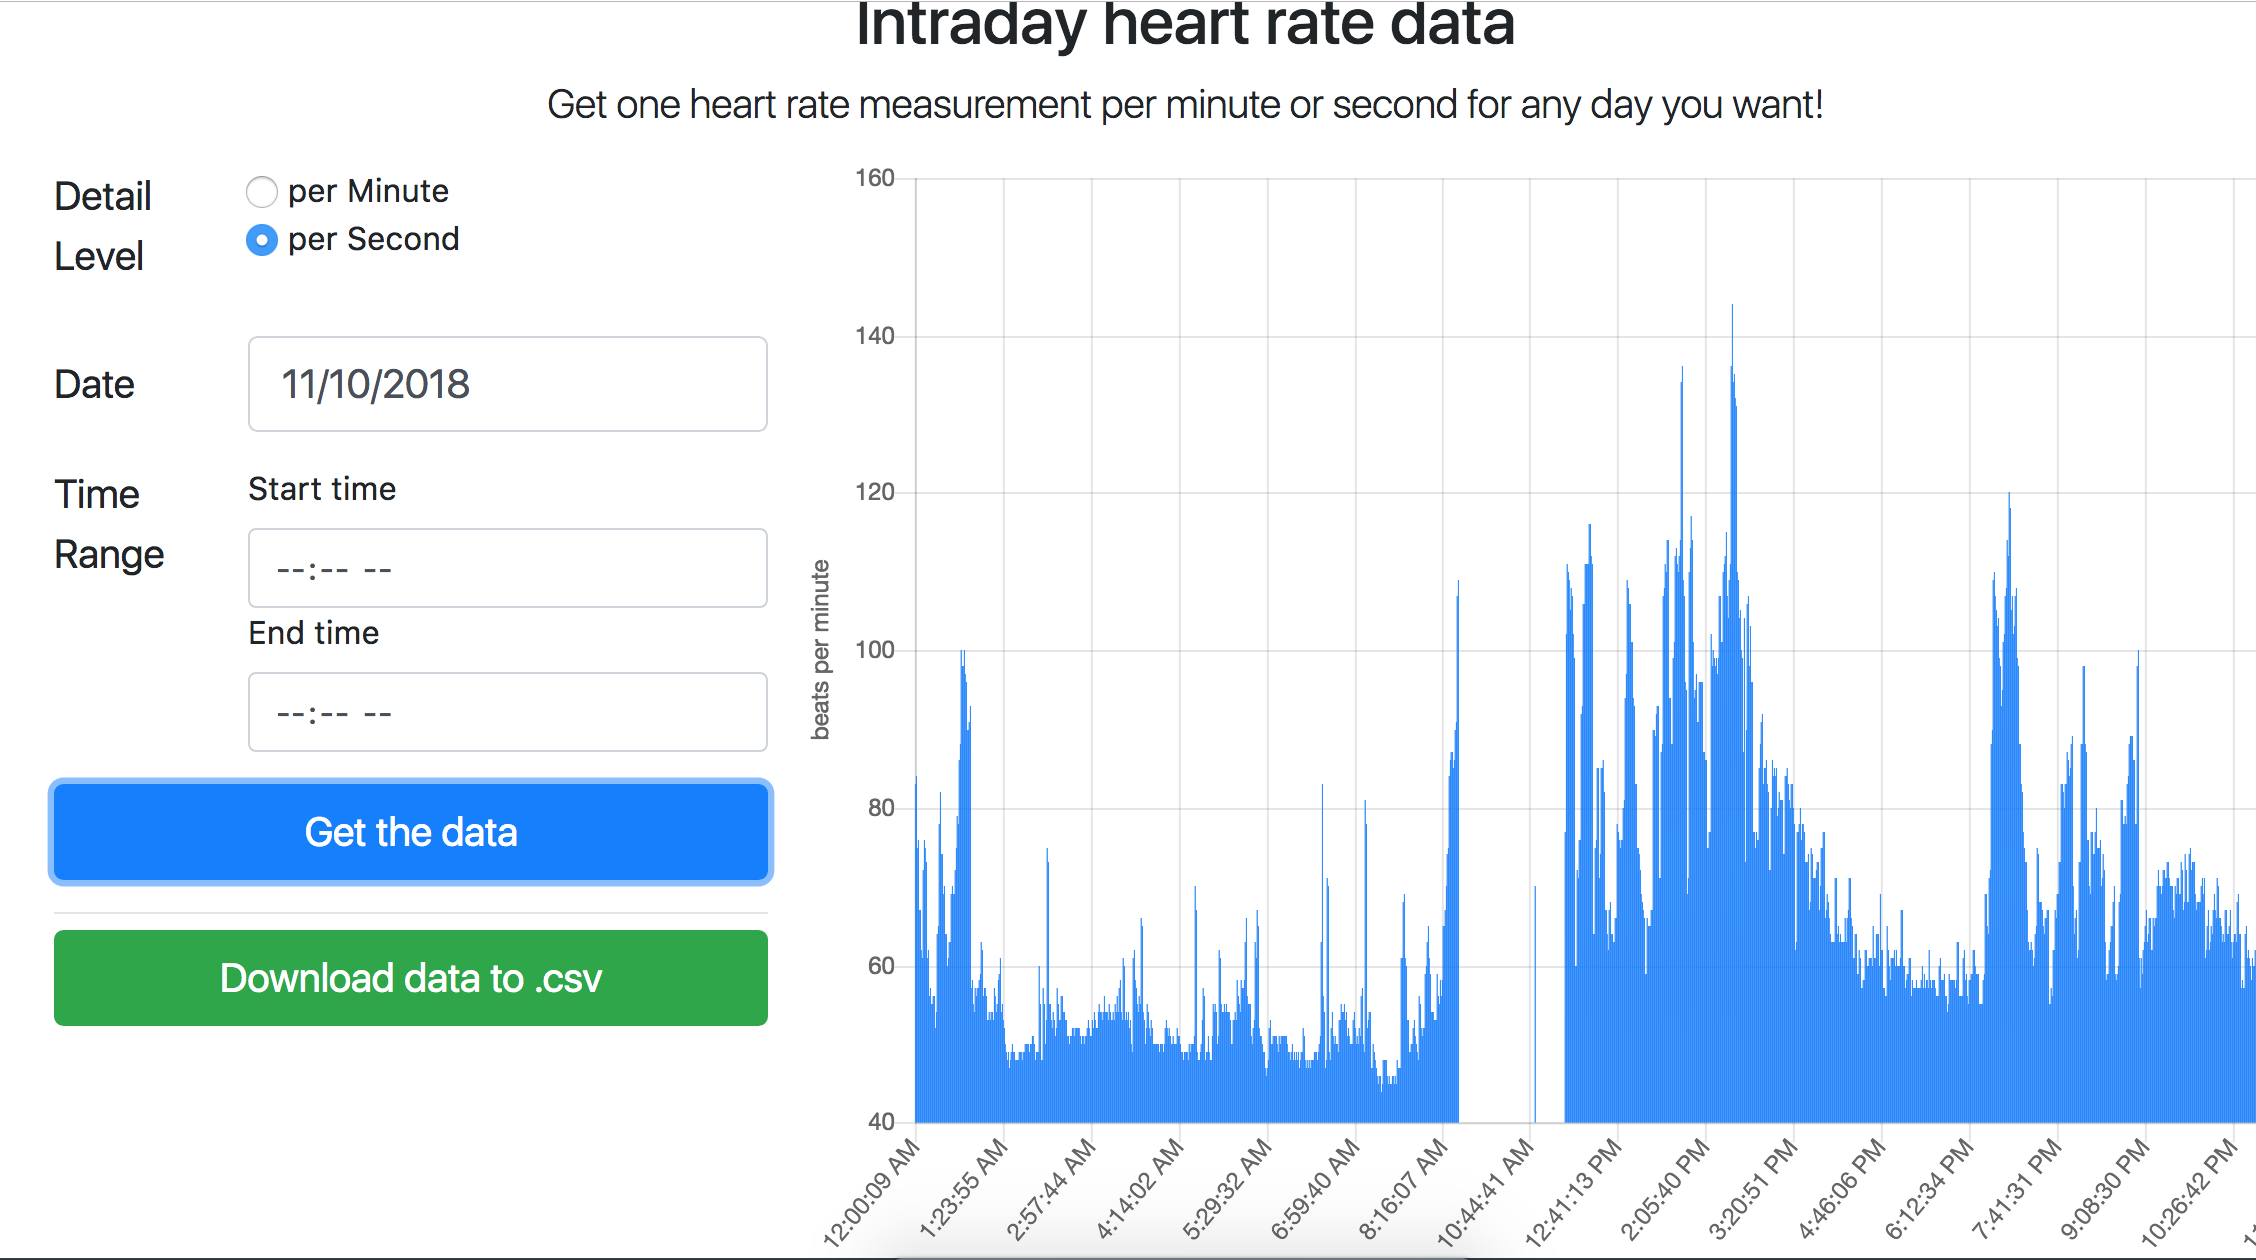 Intraday heart rate data
Get one heart rate measurement per minute or second for any day you want!
Detail
Level
per Minute
per Second
Date
11/10/2018
Time
Range
Start time
--:-- --
End time
--:-- --
Get the data
Download data to .csv
beats per minute
160
140
120
100
80
60
40
12:00:09 AM
1:23:55 AM
2:57:44 AM
4:14:02 AM
5:29:32 AM
6:59:40 AM
8:16:07 AM
10:44:41 AM
12:41:13 PM
2:05:40 PM
3:20:51 PM
4:46:06 PM
6:12:34 PM
7:41:31 PM
9:08:30 PM
10:26:42 PM